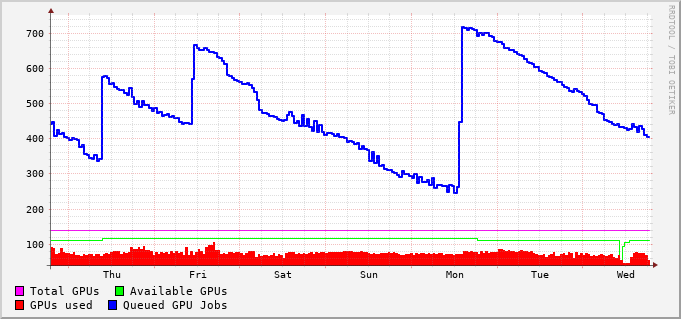 RRDTOOL / TOBI OETIKER
700
600
500
400
300
200
100
Thu Fri Sat Sun Mon Tue Wed
Total GPUs Available GPUs
GPUs used Queued GPU Jobs